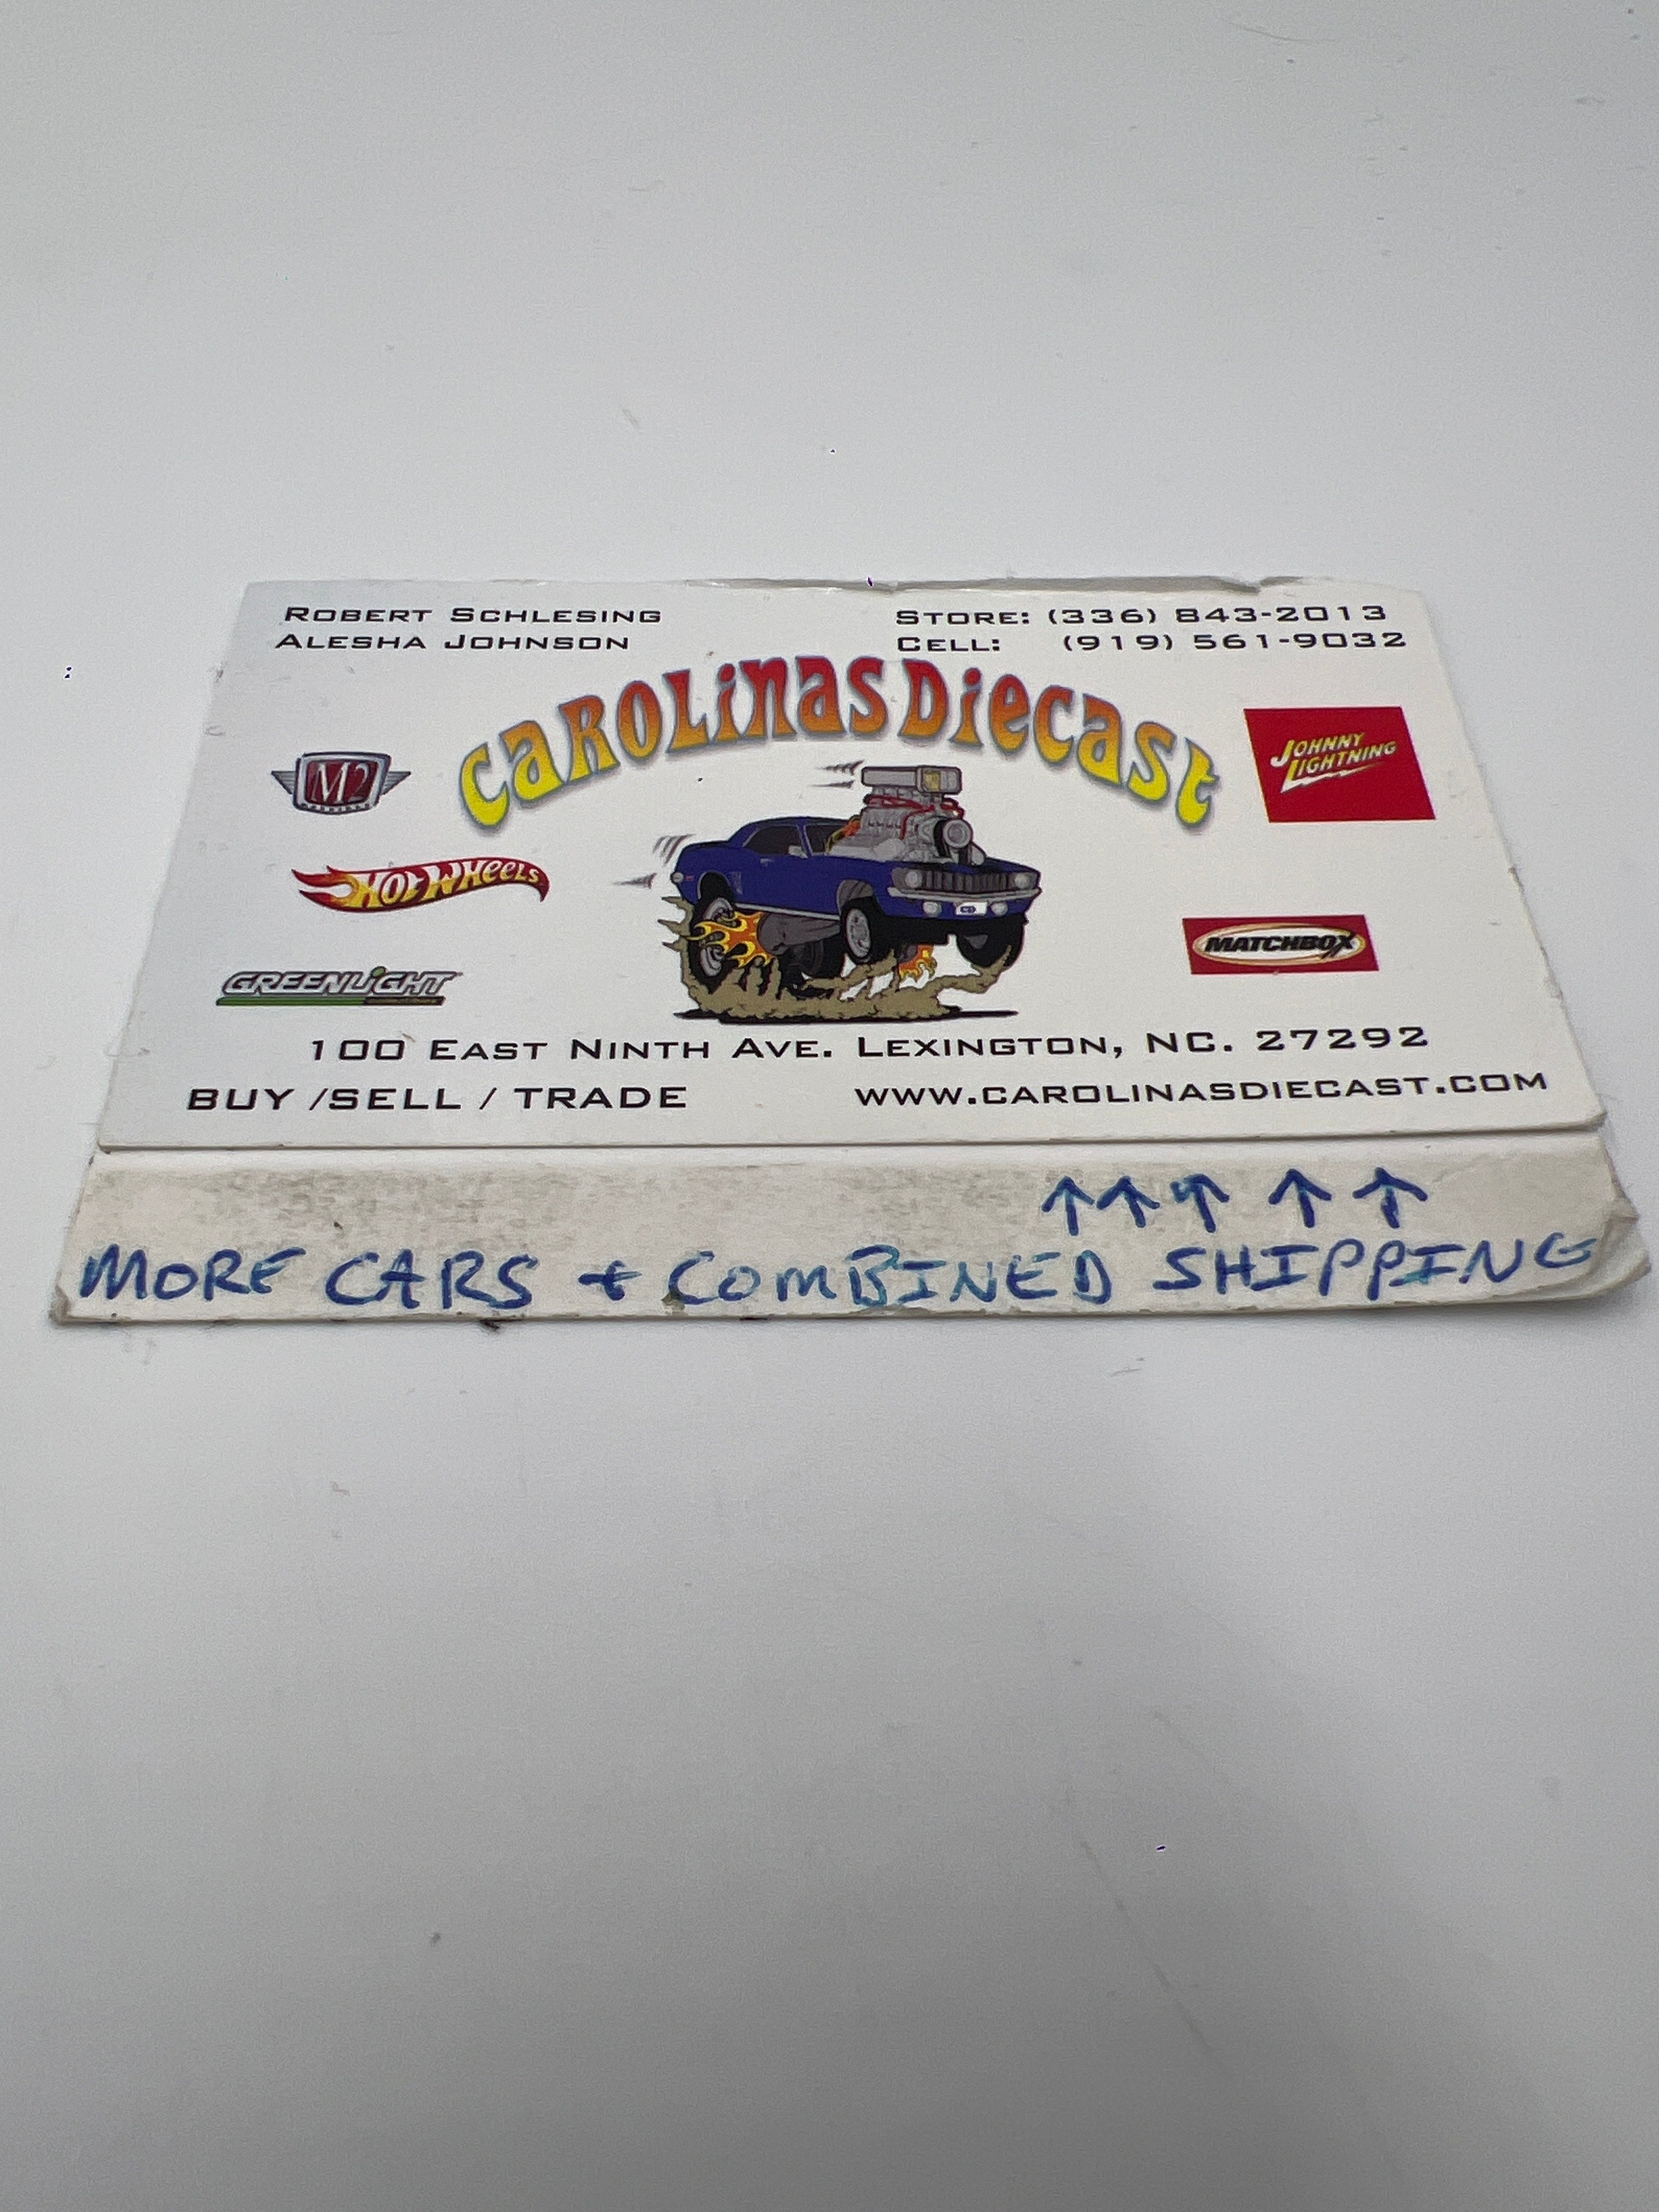 ROBERT SCHLESING
ALESHA JOHNSON
STORE: (336) 843-2013
CELL: (919) 561-9032
CAROLINAS DIECAST
M2
JOHNNY
LIGHTNING
HOT WHEELS
MATCHBOX
GREENLIGHT
100 EAST NINTH AVE. LEXINGTON, NC. 27292
BUY /SELL / TRADE
WWW.CAROLINASDIECAST.COM
↑↑↑↑↑
MORE CARS + COMBINED SHIPPING